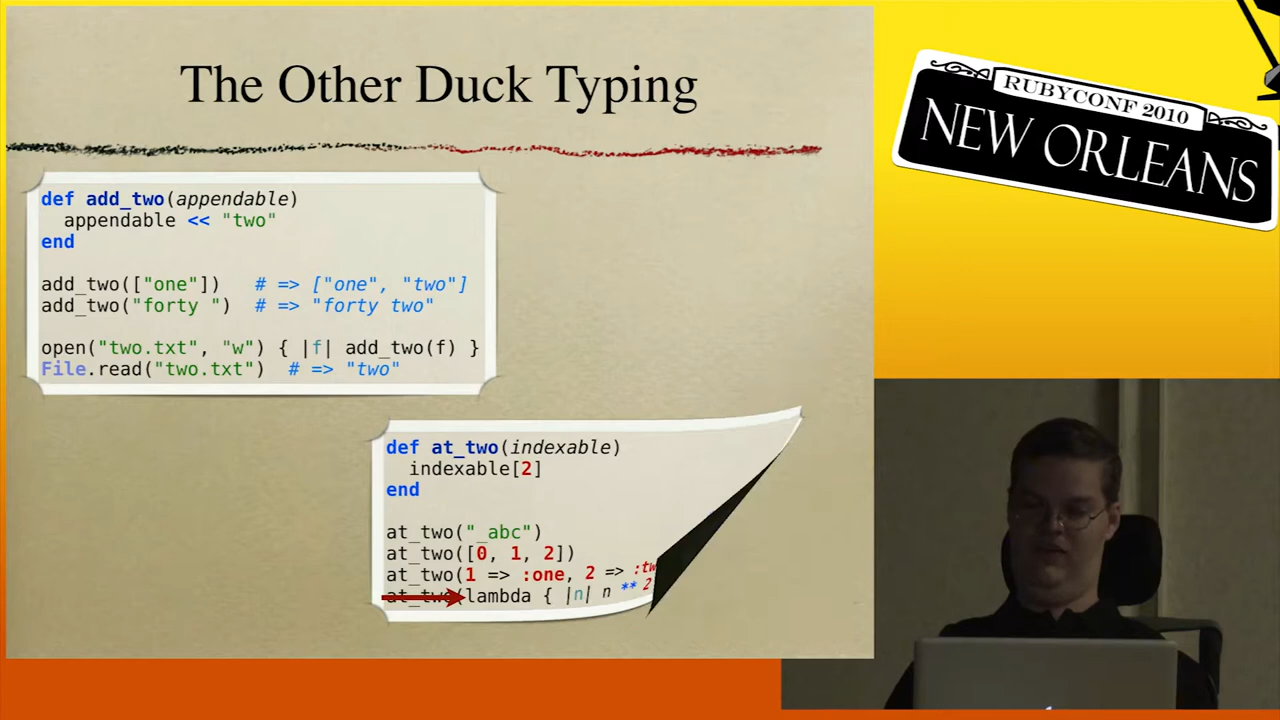 The Other Duck Typing
RUBYCONF 2010
NEW ORLEANS
def add_two(appendable)
  appendable << "two"
end
add_two(["one"])   # => ["one", "two"]
add_two("forty ")  # => "forty two"
open("two.txt", "w") { |f| add_two(f) }
File.read("two.txt")  # => "two"
def at_two(indexable)
  indexable[2]
end
at_two("_abc")
at_two([0, 1, 2])
at_two(1 => :one, 2 => :tw
at_two(lambda { |n| n ** 2